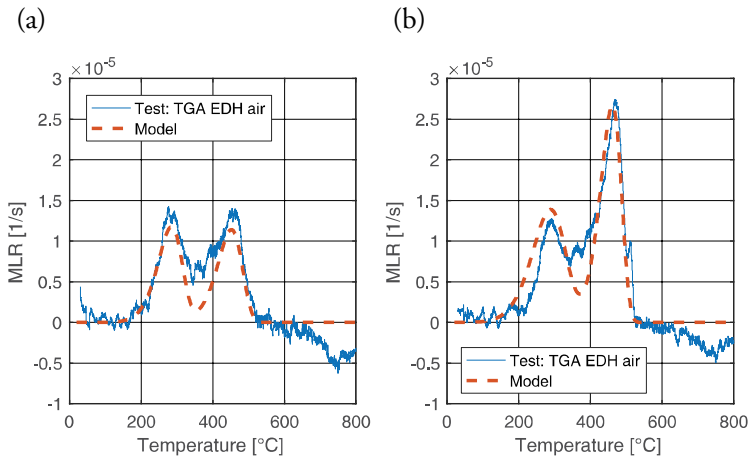 (a)
×10⁻⁵
3
2.5
2
1.5
1
0.5
0
-0.5
-1
MLR [1/s]
Test: TGA EDH air
Model
0 200 400 600 800
Temperature [°C]
(b)
×10⁻⁵
3
2.5
2
1.5
1
0.5
0
-0.5
-1
MLR [1/s]
Test: TGA EDH air
Model
0 200 400 600 800
Temperature [°C]